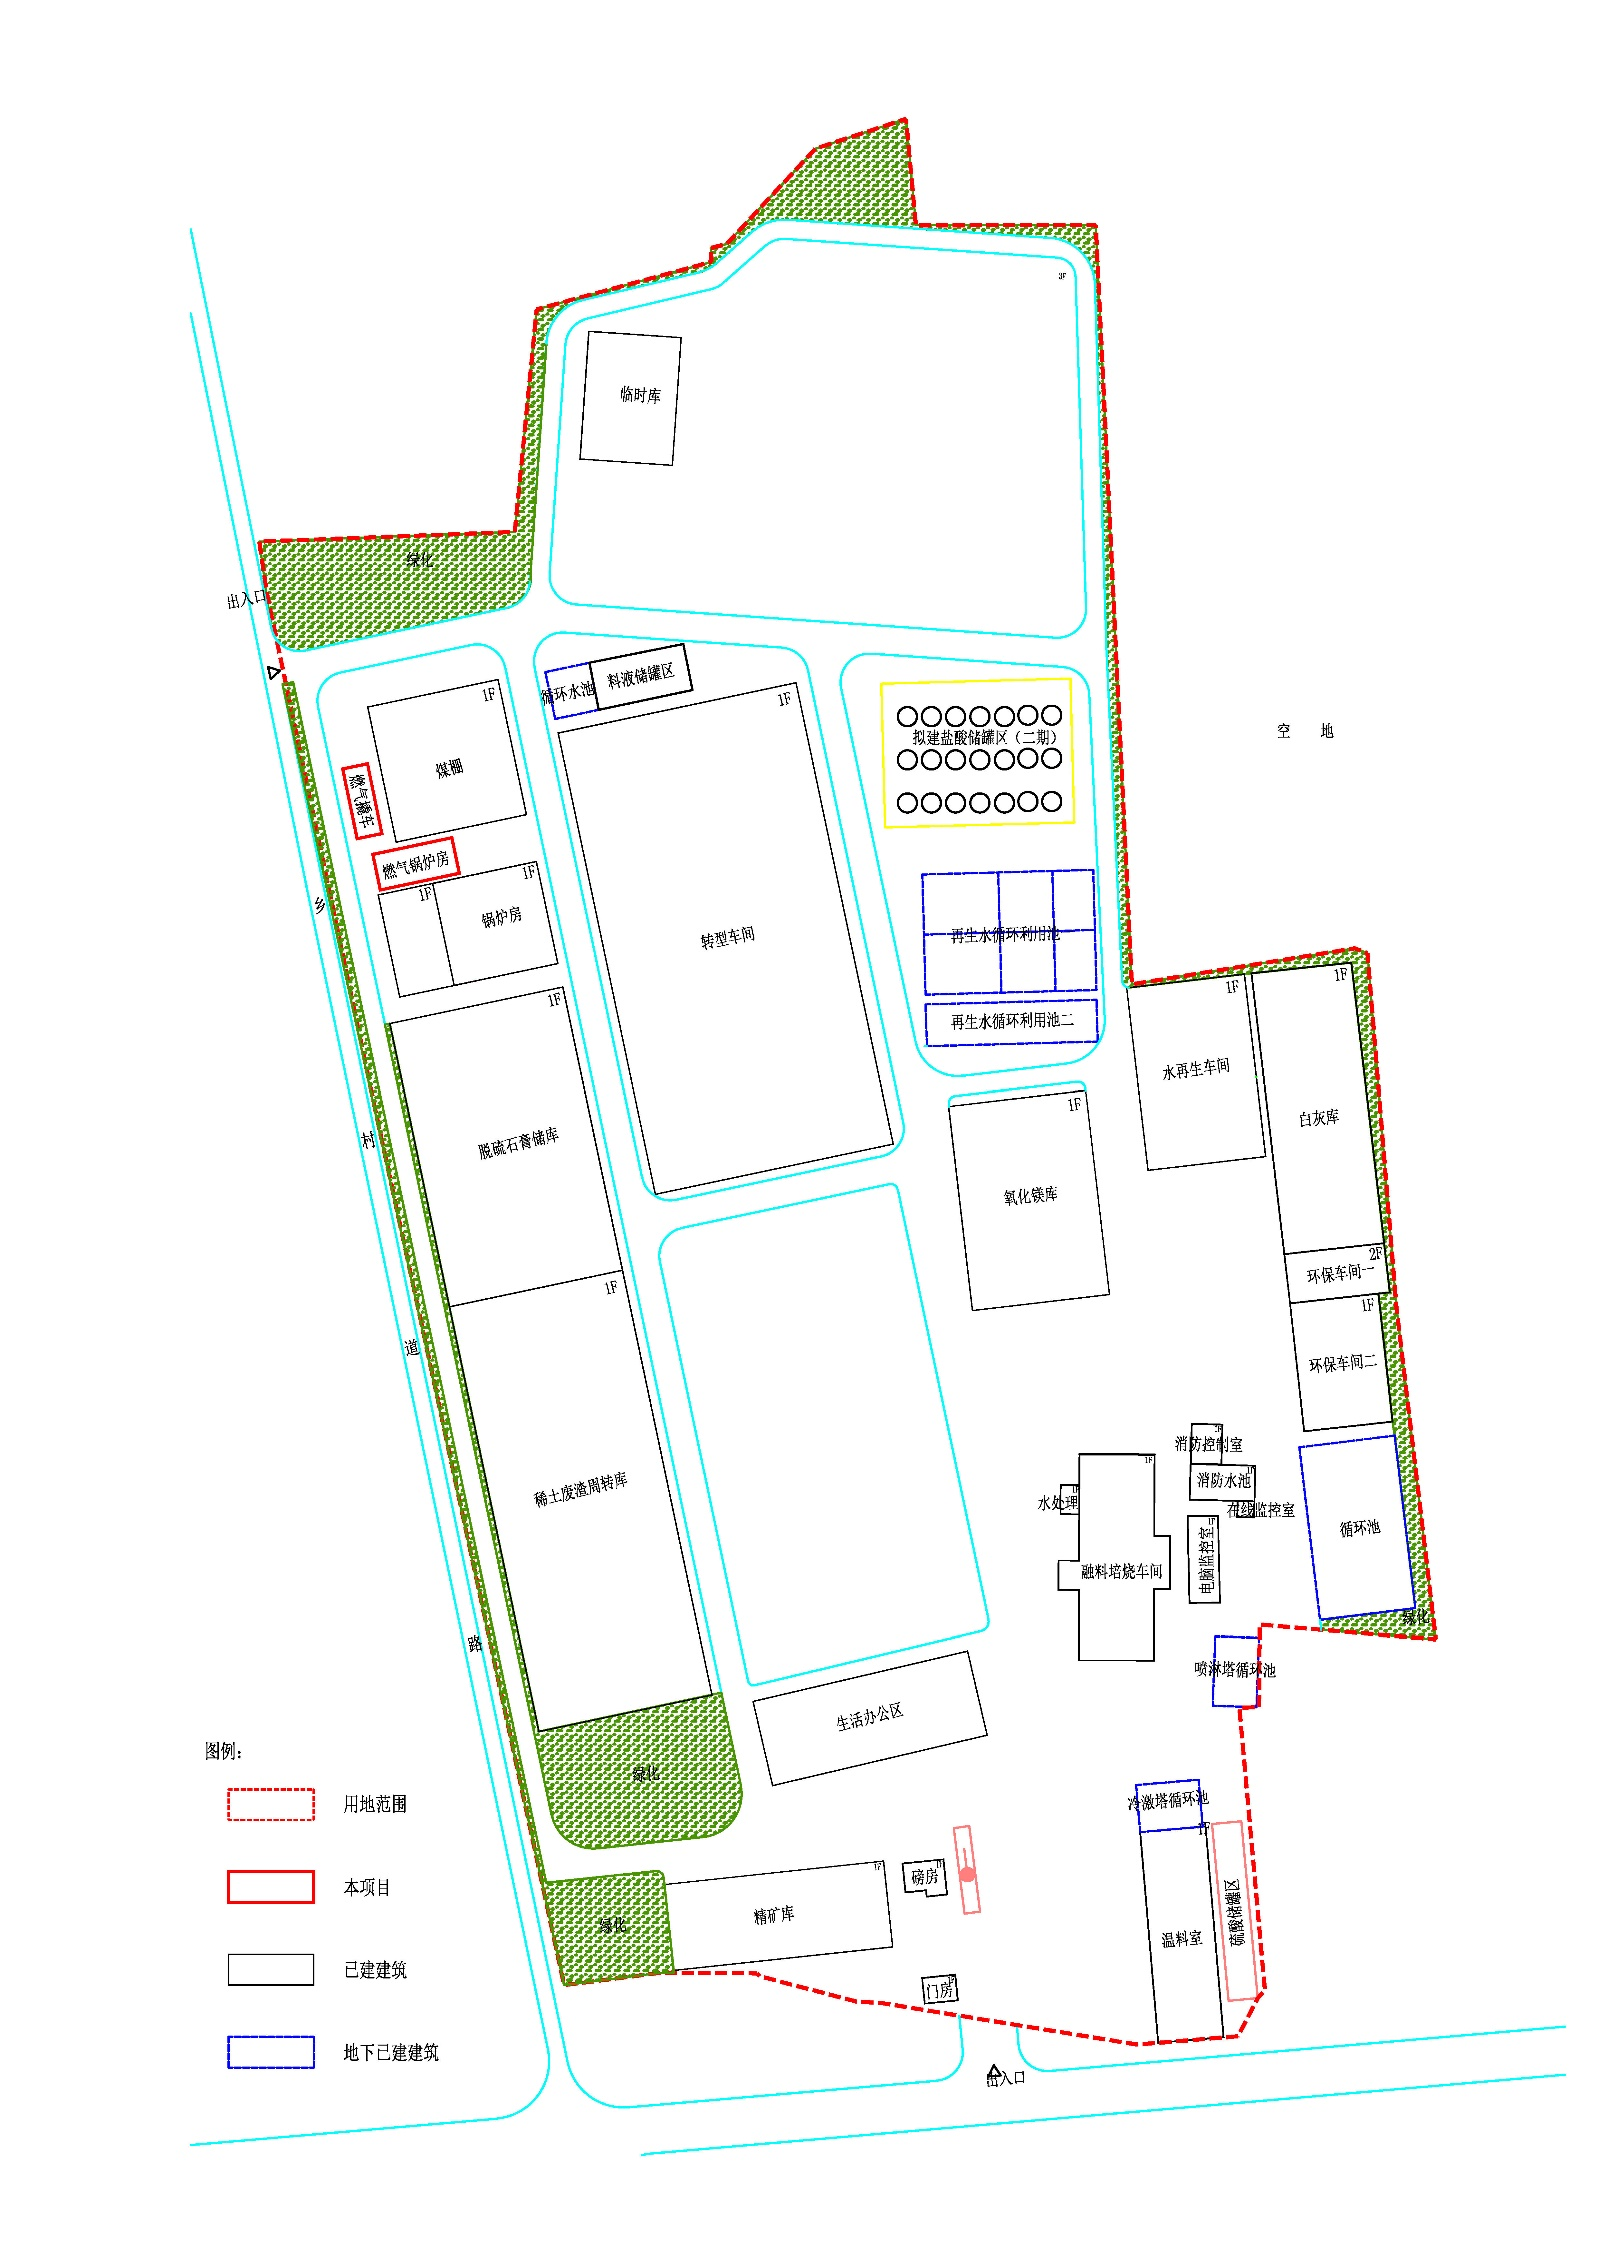 3F
临时库
绿化
出入口
循环水池
料液储罐区
1F
1F
煤棚
燃气橇车
拟建盐酸储罐区（二期）
空 地
燃气锅炉房
1F
1F
锅炉房
乡
转型车间
再生水循环利用池
1F
再生水循环利用池二
1F
1F
水再生车间
白灰库
1F
村
脱硫石膏储库
氧化镁库
2F
环保车间一
1F
1F
道
环保车间二
消防控制室
1F
消防水池
1F
稀土废渣周转库
水处理
在线监控室
循环池
电脑监控室
融料培烧车间
绿化
路
喷淋塔循环池
生活办公区
图例：
绿化
用地范围
冷激塔循环池
1F
1F
磅房
本项目
精矿库
绿化
硫酸储罐区
温料室
已建建筑
门房
地下已建建筑
出入口